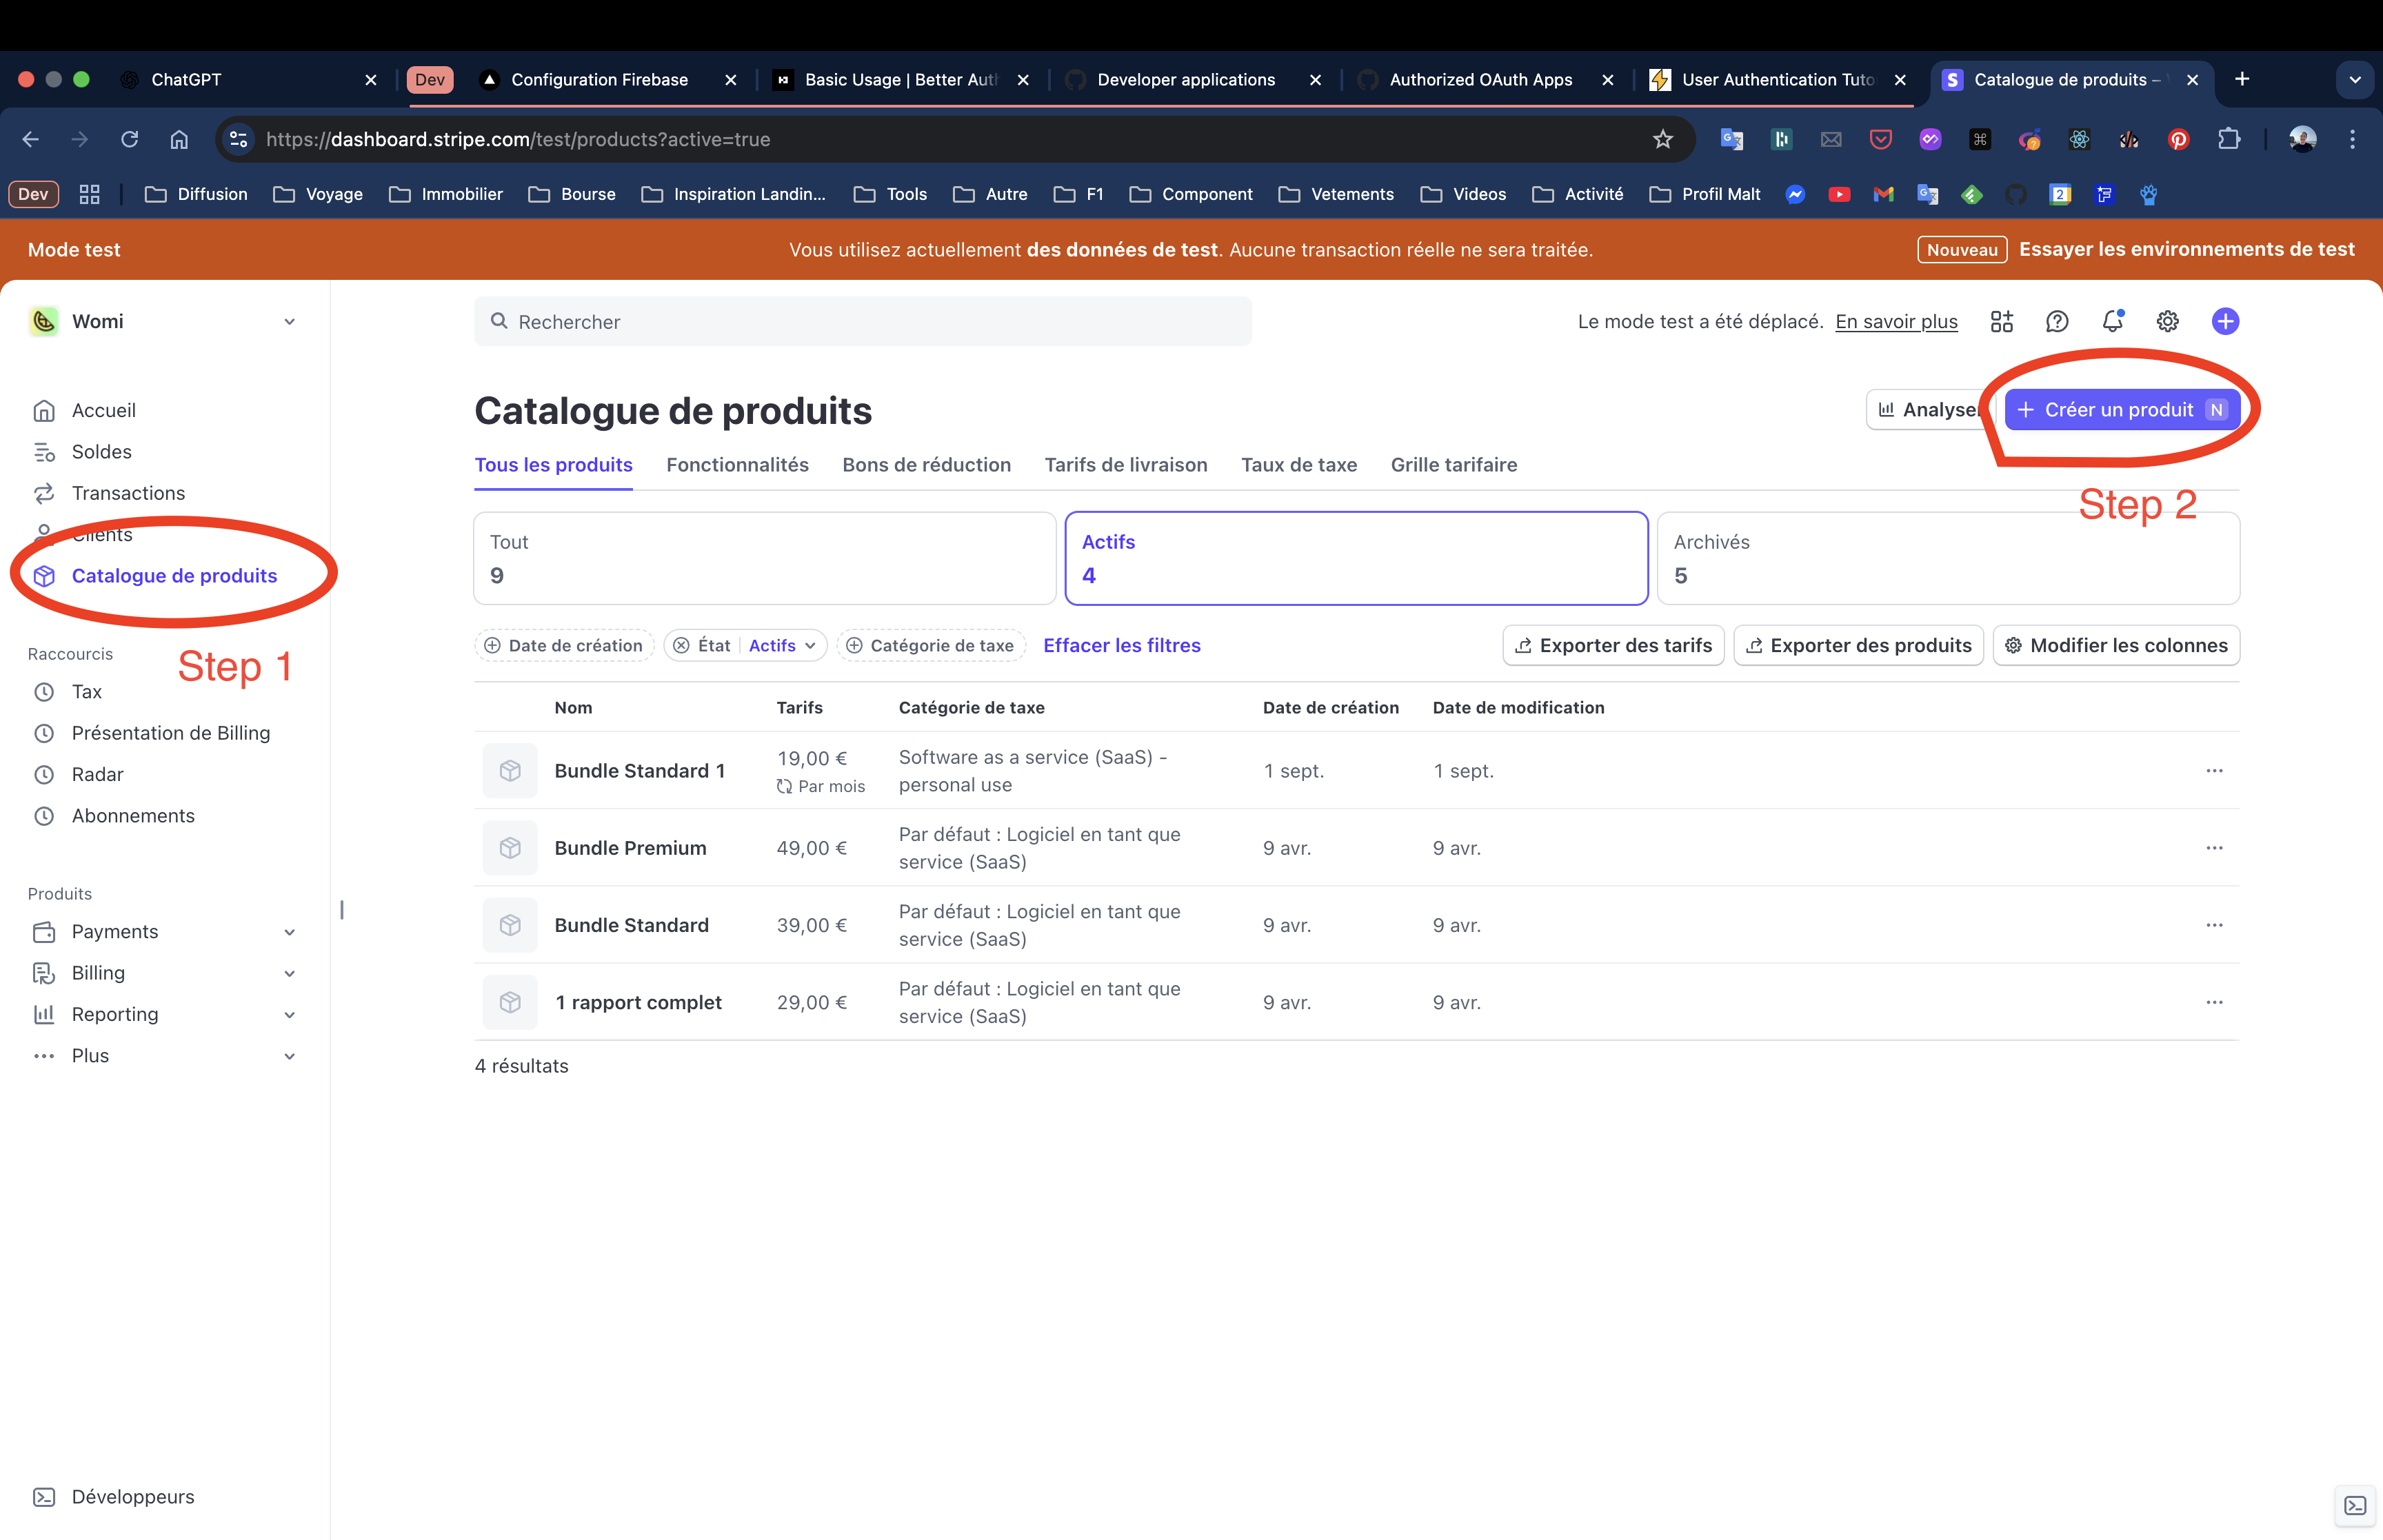 ChatGPT
Dev
Configuration Firebase
Basic Usage | Better Auth
Developer applications
Authorized OAuth Apps
User Authentication Tuto
Catalogue de produits –
https://dashboard.stripe.com/test/products?active=true
Dev
Diffusion
Voyage
Immobilier
Bourse
Inspiration Landin...
Tools
Autre
F1
Component
Vetements
Videos
Activité
Profil Malt
Mode test
Vous utilisez actuellement des données de test. Aucune transaction réelle ne sera traitée.
Nouveau
Essayer les environnements de test
Womi
Rechercher
Le mode test a été déplacé. En savoir plus
Accueil
Soldes
Transactions
Clients
Catalogue de produits
Step 1
Raccourcis
Tax
Présentation de Billing
Radar
Abonnements
Produits
Payments
Billing
Reporting
Plus
Développeurs
Catalogue de produits
Analyser
Créer un produit N
Step 2
Tous les produits
Fonctionnalités
Bons de réduction
Tarifs de livraison
Taux de taxe
Grille tarifaire
Tout
9
Actifs
4
Archivés
5
Date de création
État Actifs
Catégorie de taxe
Effacer les filtres
Exporter des tarifs
Exporter des produits
Modifier les colonnes
Nom Tarifs Catégorie de taxe Date de création Date de modification
Bundle Standard 1
19,00 €
Par mois
Software as a service (SaaS) -
personal use
1 sept.
1 sept.
Bundle Premium
49,00 €
Par défaut : Logiciel en tant que
service (SaaS)
9 avr.
9 avr.
Bundle Standard
39,00 €
Par défaut : Logiciel en tant que
service (SaaS)
9 avr.
9 avr.
1 rapport complet
29,00 €
Par défaut : Logiciel en tant que
service (SaaS)
9 avr.
9 avr.
4 résultats